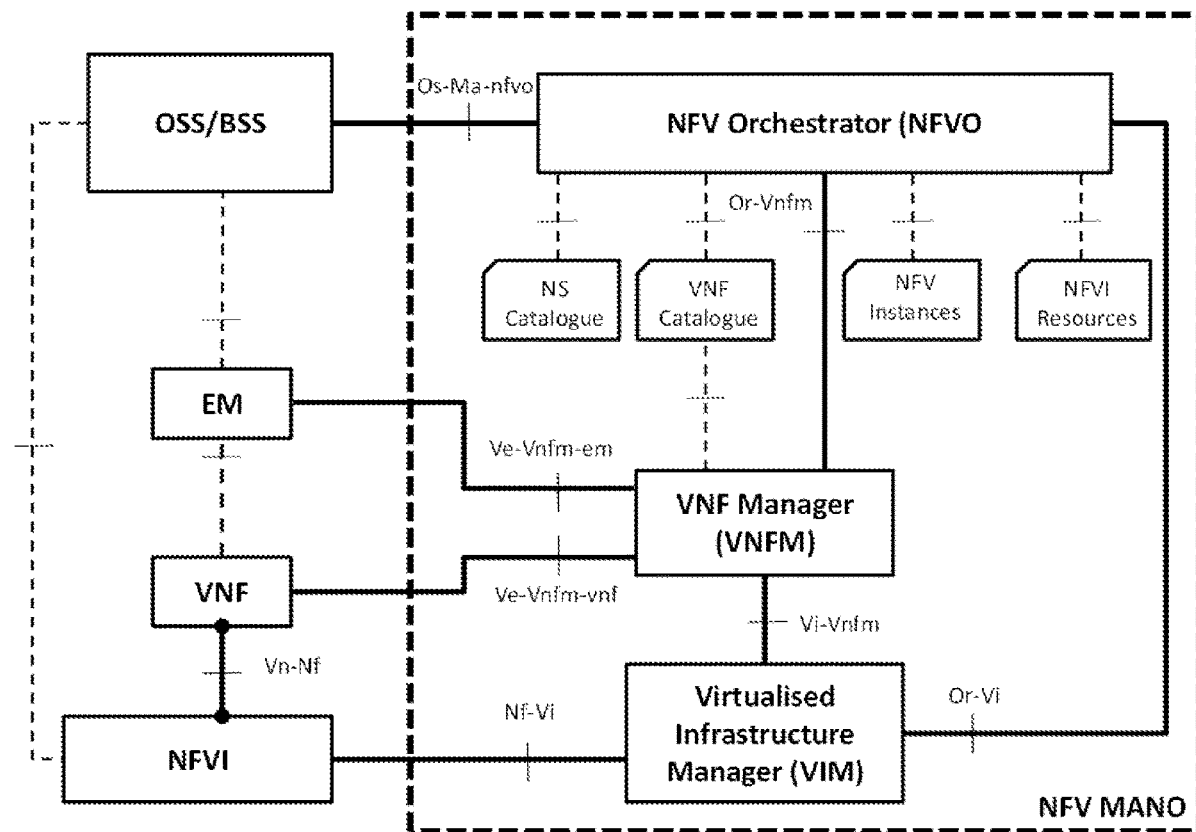 Os-Ma-nfvo
OSS/BSS
NFV Orchestrator (NFVO
Or-Vnfm
NS
Catalogue
VNF
Catalogue
NFV
Instances
NFVI
Resources
EM
Ve-Vnfm-em
VNF Manager
(VNFM)
VNF
Ve-Vnfm-vnf
Vi-Vnfm
Vn-Nf
Nf-Vi
Virtualised
Infrastructure
Manager (VIM)
Or-Vi
NFVI
NFV MANO